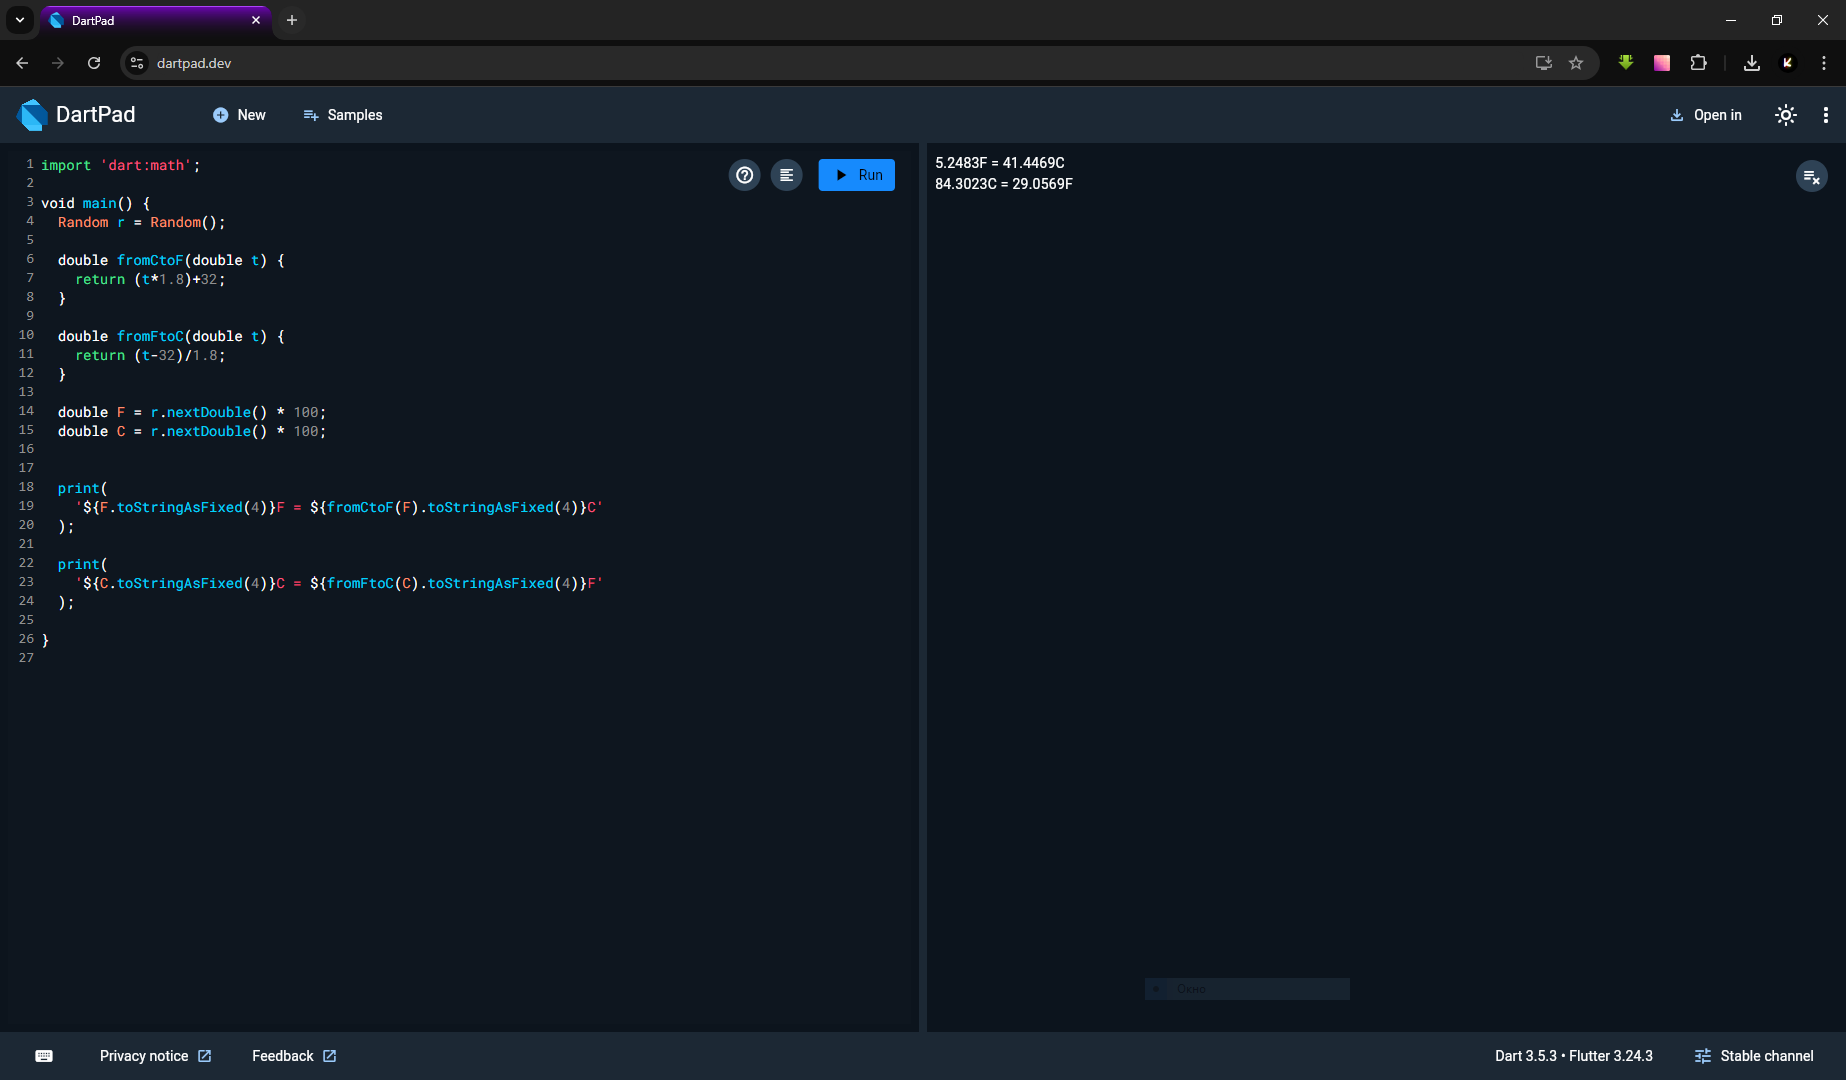 DartPad
dartpad.dev
DartPad
New
Samples
Open in
1 import 'dart:math';
2
3 void main() {
4 Random r = Random();
5
6 double fromCtoF(double t) {
7 return (t*1.8)+32;
8 }
9
10 double fromFtoC(double t) {
11 return (t-32)/1.8;
12 }
13
14 double F = r.nextDouble() * 100;
15 double C = r.nextDouble() * 100;
16
17
18 print(
19 '${F.toStringAsFixed(4)}F = ${fromCtoF(F).toStringAsFixed(4)}C'
20 );
21
22 print(
23 '${C.toStringAsFixed(4)}C = ${fromFtoC(C).toStringAsFixed(4)}F'
24 );
25
26 }
27
Run
5.2483F = 41.4469C
84.3023C = 29.0569F
Окно
Privacy notice
Feedback
Dart 3.5.3 • Flutter 3.24.3
Stable channel